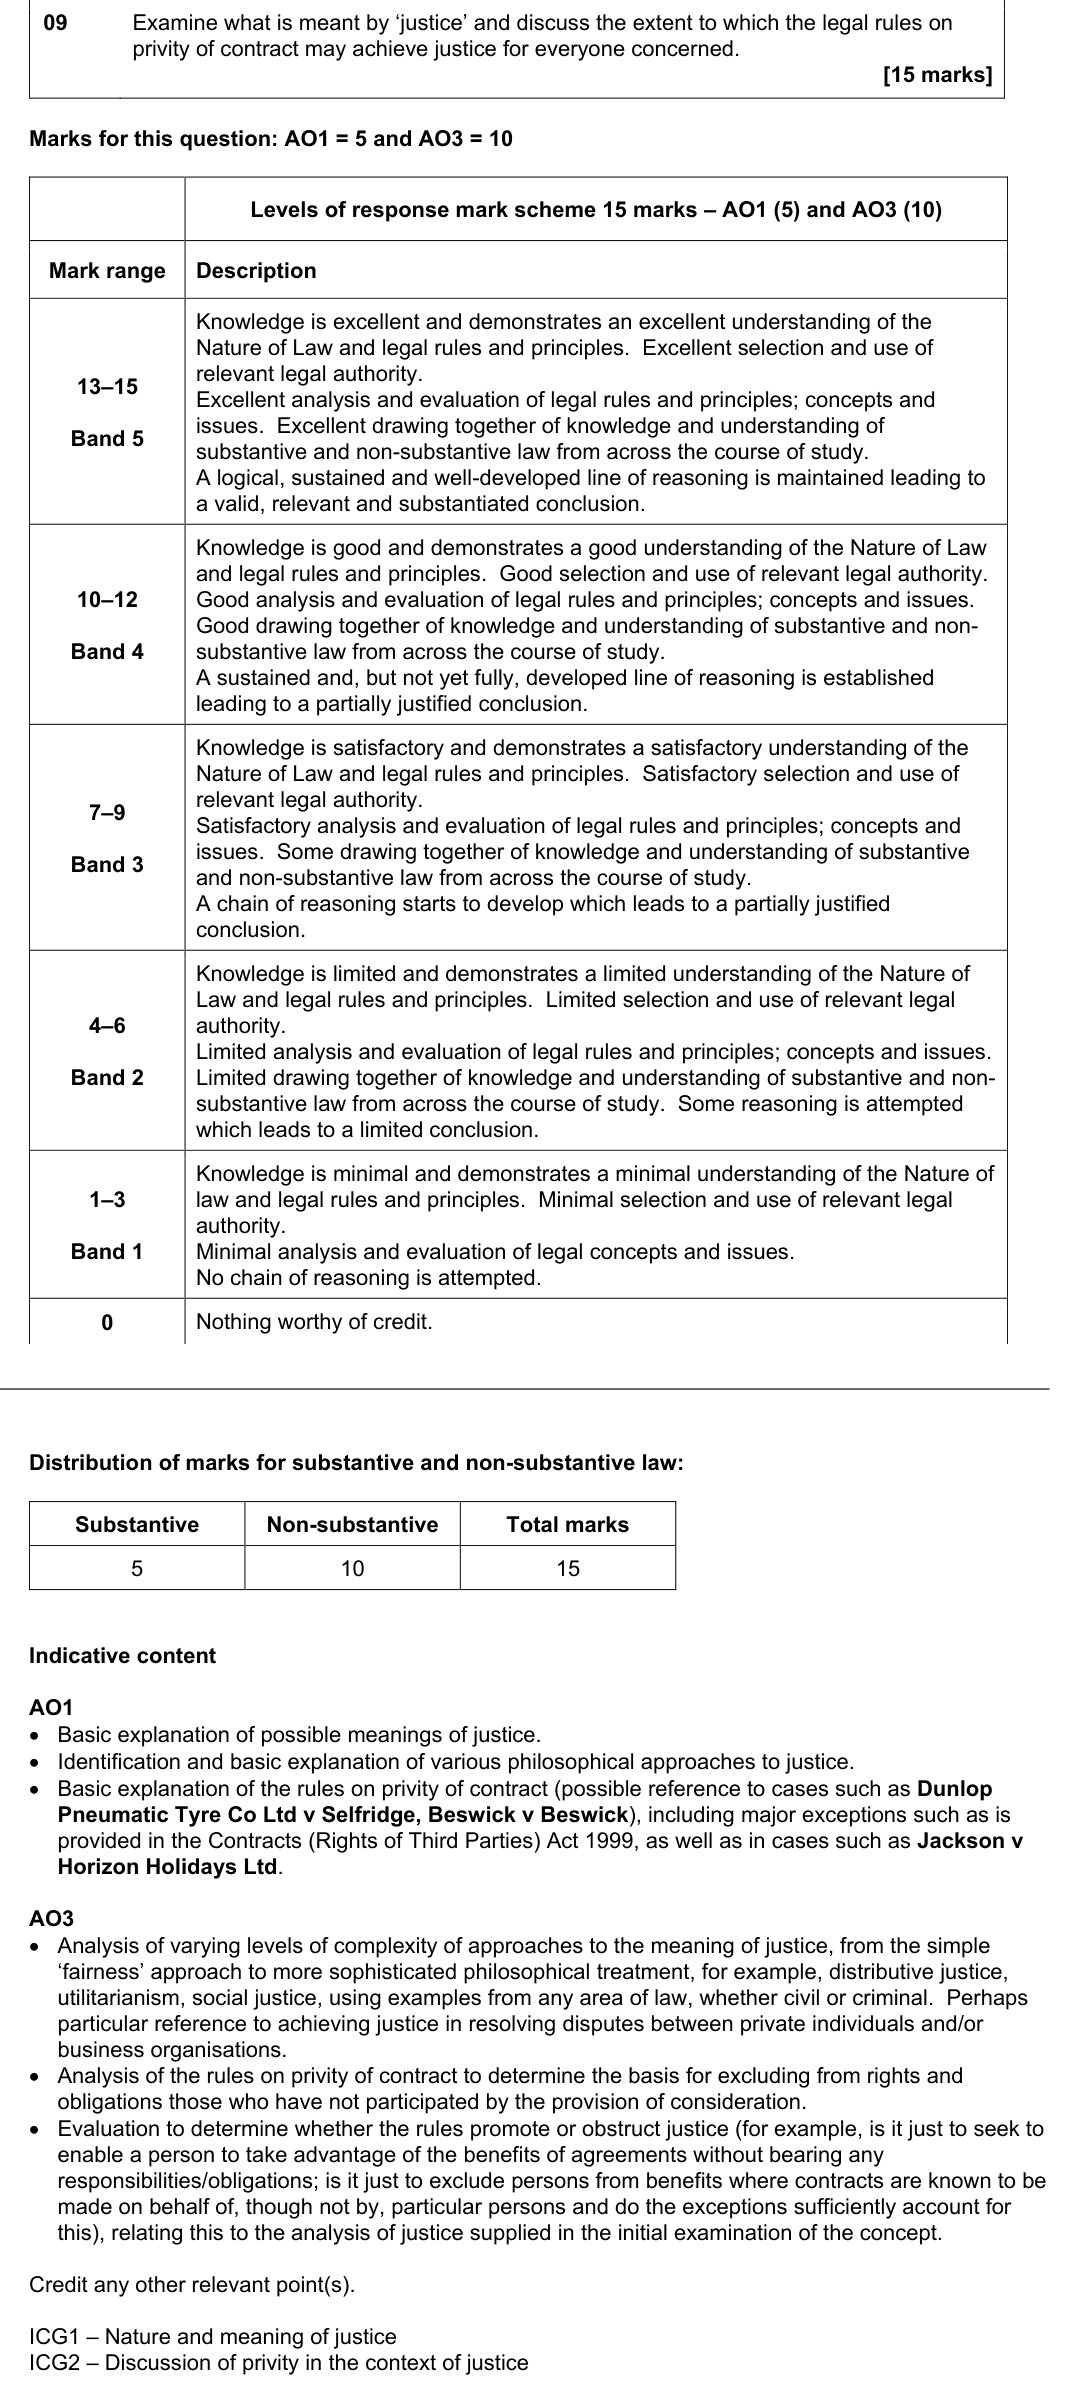 09
Examine what is meant by ‘justice’ and discuss the extent to which the legal rules on
privity of contract may achieve justice for everyone concerned.
[15 marks]
Marks for this question: AO1 = 5 and AO3 = 10
Levels of response mark scheme 15 marks – AO1 (5) and AO3 (10)
Mark range
Description
13–15
Band 5
Knowledge is excellent and demonstrates an excellent understanding of the
Nature of Law and legal rules and principles.  Excellent selection and use of
relevant legal authority.
Excellent analysis and evaluation of legal rules and principles; concepts and
issues.  Excellent drawing together of knowledge and understanding of
substantive and non-substantive law from across the course of study.
A logical, sustained and well-developed line of reasoning is maintained leading to
a valid, relevant and substantiated conclusion.
10–12
Band 4
Knowledge is good and demonstrates a good understanding of the Nature of Law
and legal rules and principles.  Good selection and use of relevant legal authority.
Good analysis and evaluation of legal rules and principles; concepts and issues.
Good drawing together of knowledge and understanding of substantive and non-
substantive law from across the course of study.
A sustained and, but not yet fully, developed line of reasoning is established
leading to a partially justified conclusion.
7–9
Band 3
Knowledge is satisfactory and demonstrates a satisfactory understanding of the
Nature of Law and legal rules and principles.  Satisfactory selection and use of
relevant legal authority.
Satisfactory analysis and evaluation of legal rules and principles; concepts and
issues.  Some drawing together of knowledge and understanding of substantive
and non-substantive law from across the course of study.
A chain of reasoning starts to develop which leads to a partially justified
conclusion.
4–6
Band 2
Knowledge is limited and demonstrates a limited understanding of the Nature of
Law and legal rules and principles.  Limited selection and use of relevant legal
authority.
Limited analysis and evaluation of legal rules and principles; concepts and issues.
Limited drawing together of knowledge and understanding of substantive and non-
substantive law from across the course of study.  Some reasoning is attempted
which leads to a limited conclusion.
1–3
Band 1
Knowledge is minimal and demonstrates a minimal understanding of the Nature of
law and legal rules and principles.  Minimal selection and use of relevant legal
authority.
Minimal analysis and evaluation of legal concepts and issues.
No chain of reasoning is attempted.
0
Nothing worthy of credit.
Distribution of marks for substantive and non-substantive law:
Substantive
Non-substantive
Total marks
5
10
15
Indicative content
AO1
• Basic explanation of possible meanings of justice.
• Identification and basic explanation of various philosophical approaches to justice.
• Basic explanation of the rules on privity of contract (possible reference to cases such as Dunlop
Pneumatic Tyre Co Ltd v Selfridge, Beswick v Beswick), including major exceptions such as is
provided in the Contracts (Rights of Third Parties) Act 1999, as well as in cases such as Jackson v
Horizon Holidays Ltd.
AO3
• Analysis of varying levels of complexity of approaches to the meaning of justice, from the simple
‘fairness’ approach to more sophisticated philosophical treatment, for example, distributive justice,
utilitarianism, social justice, using examples from any area of law, whether civil or criminal.  Perhaps
particular reference to achieving justice in resolving disputes between private individuals and/or
business organisations.
• Analysis of the rules on privity of contract to determine the basis for excluding from rights and
obligations those who have not participated by the provision of consideration.
• Evaluation to determine whether the rules promote or obstruct justice (for example, is it just to seek to
enable a person to take advantage of the benefits of agreements without bearing any
responsibilities/obligations; is it just to exclude persons from benefits where contracts are known to be
made on behalf of, though not by, particular persons and do the exceptions sufficiently account for
this), relating this to the analysis of justice supplied in the initial examination of the concept.
Credit any other relevant point(s).
ICG1 – Nature and meaning of justice
ICG2 – Discussion of privity in the context of justice